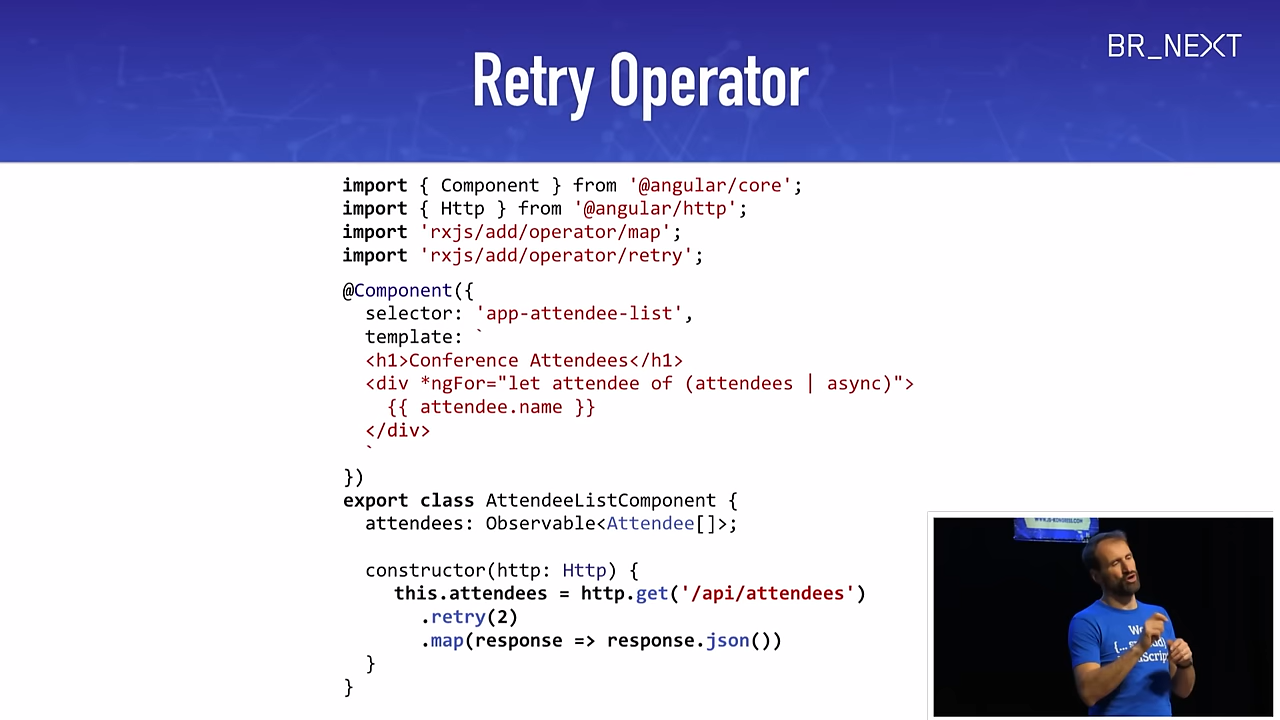 BR_NEXT
Retry Operator
import { Component } from '@angular/core';
import { Http } from '@angular/http';
import 'rxjs/add/operator/map';
import 'rxjs/add/operator/retry';
@Component({
  selector: 'app-attendee-list',
  template: `
  <h1>Conference Attendees</h1>
  <div *ngFor="let attendee of (attendees | async)">
    {{ attendee.name }}
  </div>
  `
})
export class AttendeeListComponent {
  attendees: Observable<Attendee[]>;
  constructor(http: Http) {
    this.attendees = http.get('/api/attendees')
      .retry(2)
      .map(response => response.json())
  }
}